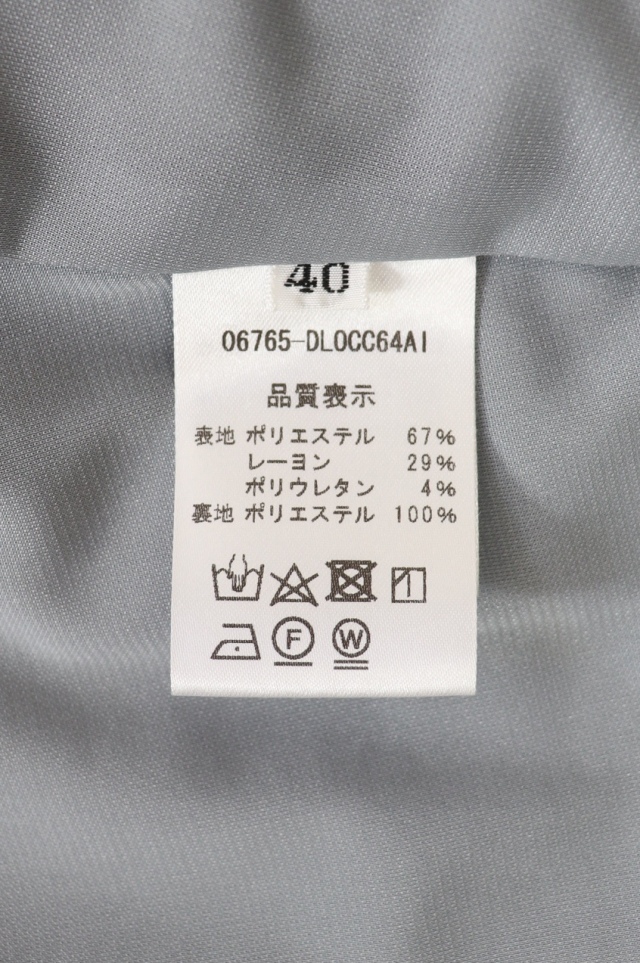 40
06765-DL0CC64AI
品質表示
表地 ポリエステル 67%
レーヨン 29%
ポリウレタン 4%
裏地 ポリエステル 100%
F W